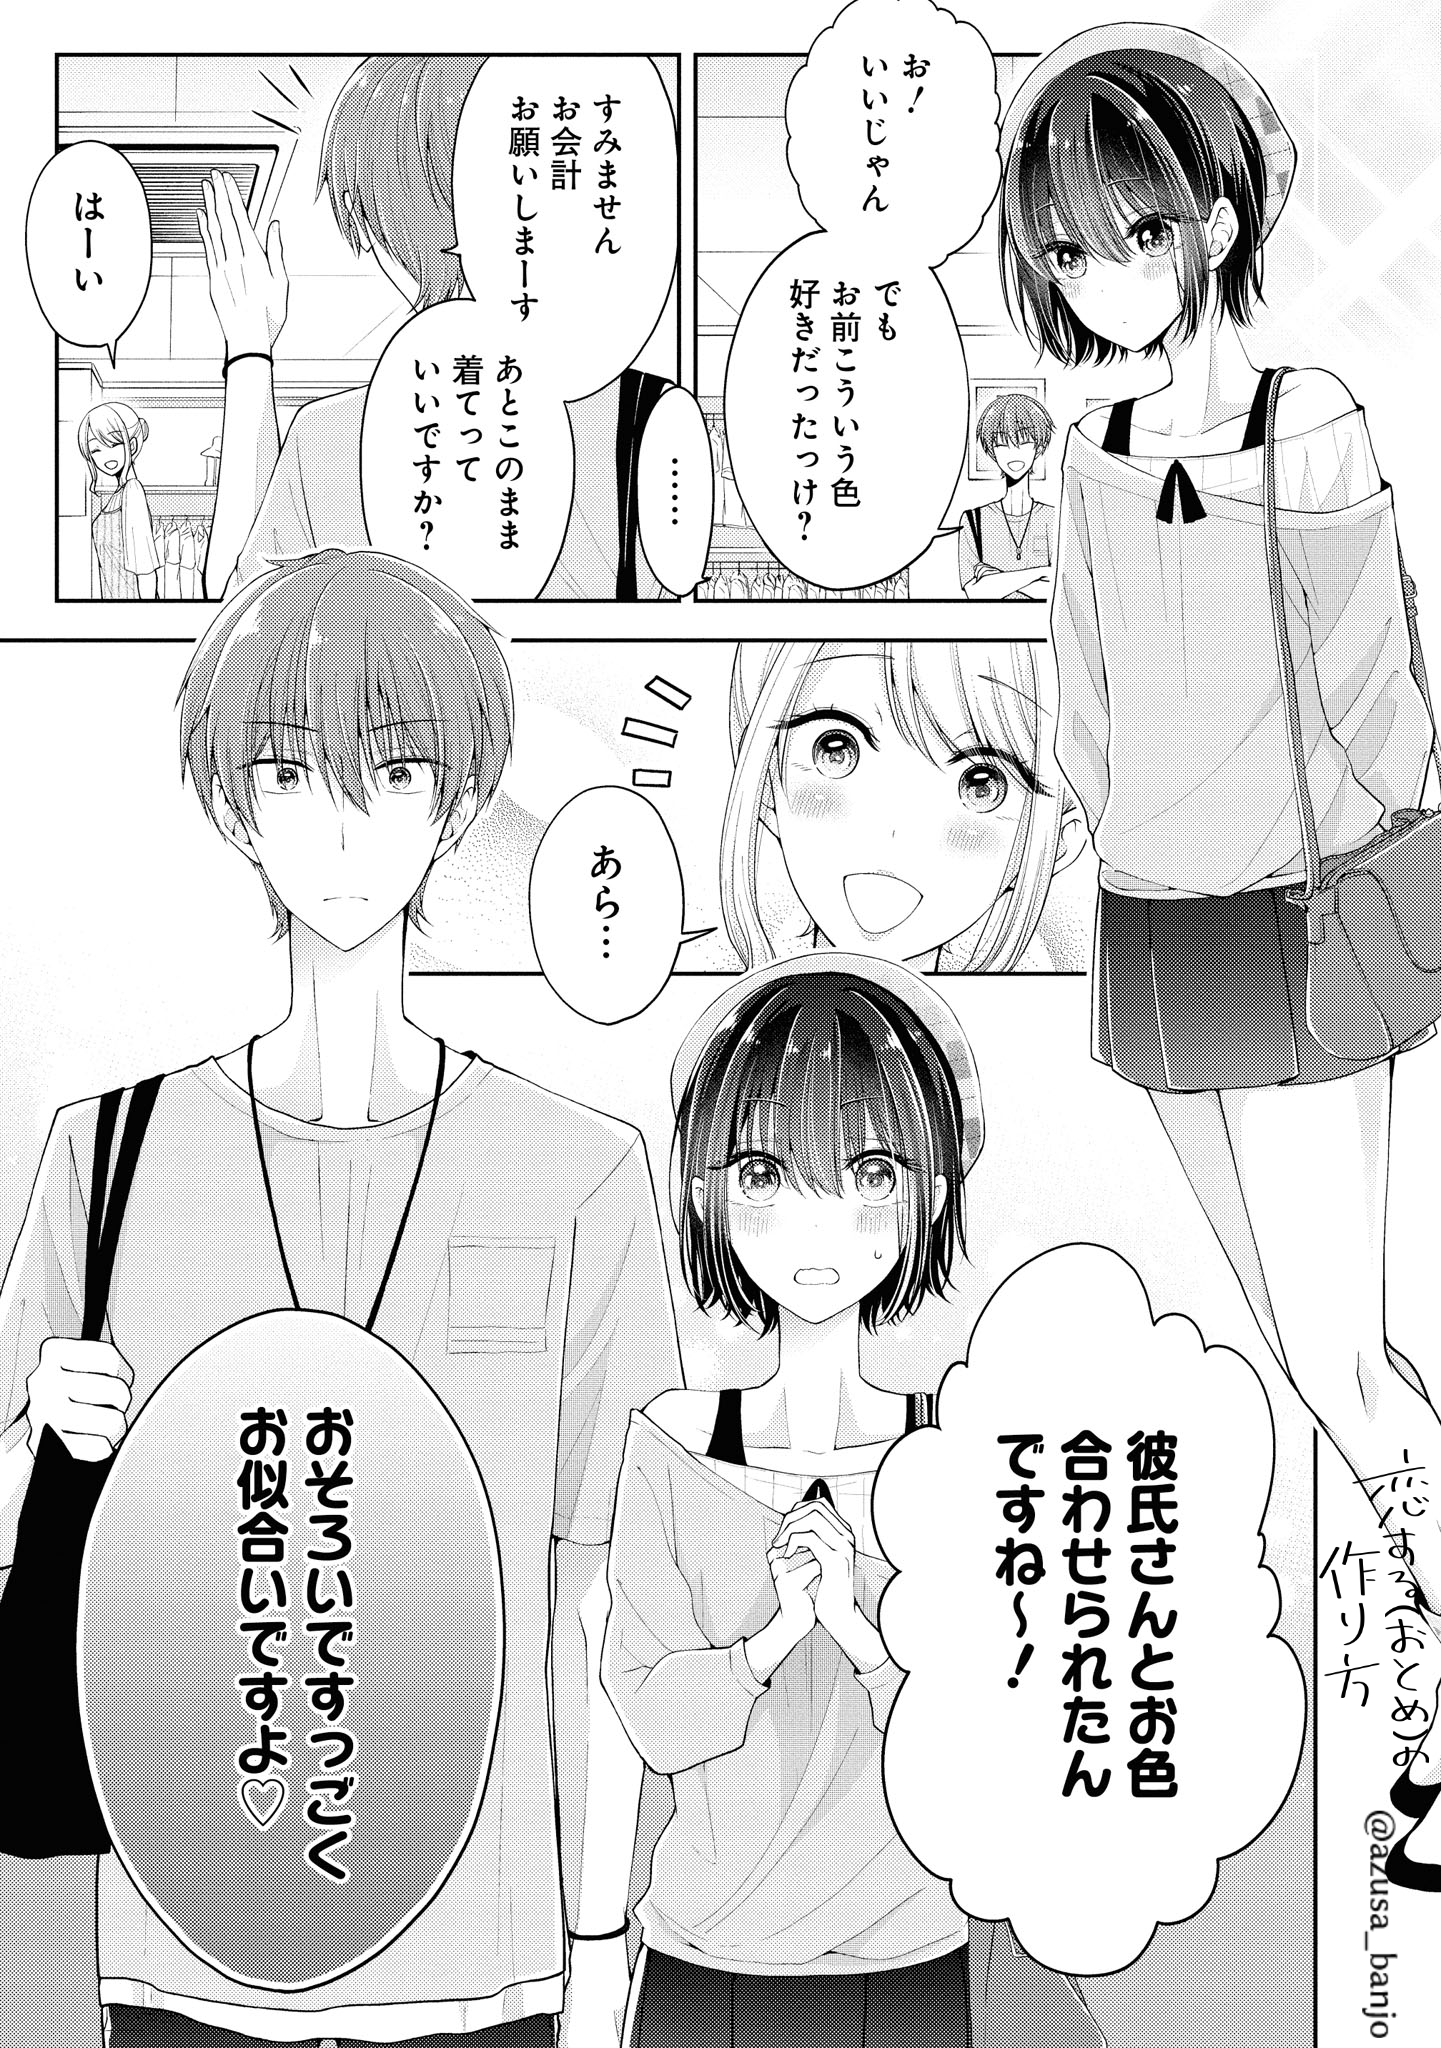 お！
いいじゃん
でも
お前こういう色
好きだったっけ？
……
すみません
お会計
お願いしまーす
あとこのまま
着てって
いいですか？
はーい
あら…
彼氏さんとお色
合わせられたん
ですね〜！
おそろいですっごく
お似合いですよ♡
恋する(おとめ)の
作り方
@azusa_banjo